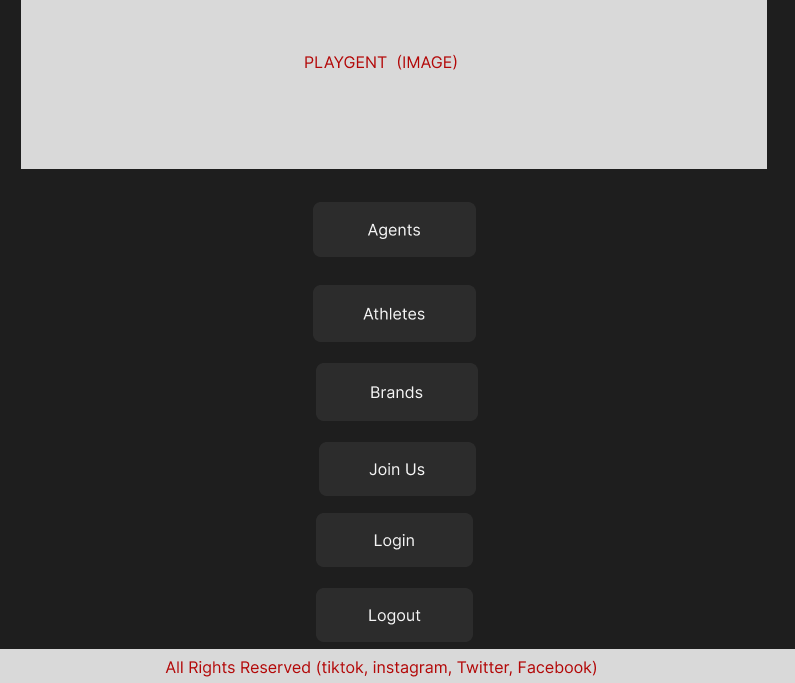 PLAYGENT (IMAGE)
Agents
Athletes
Brands
Join Us
Login
Logout
All Rights Reserved (tiktok, instagram, Twitter, Facebook)